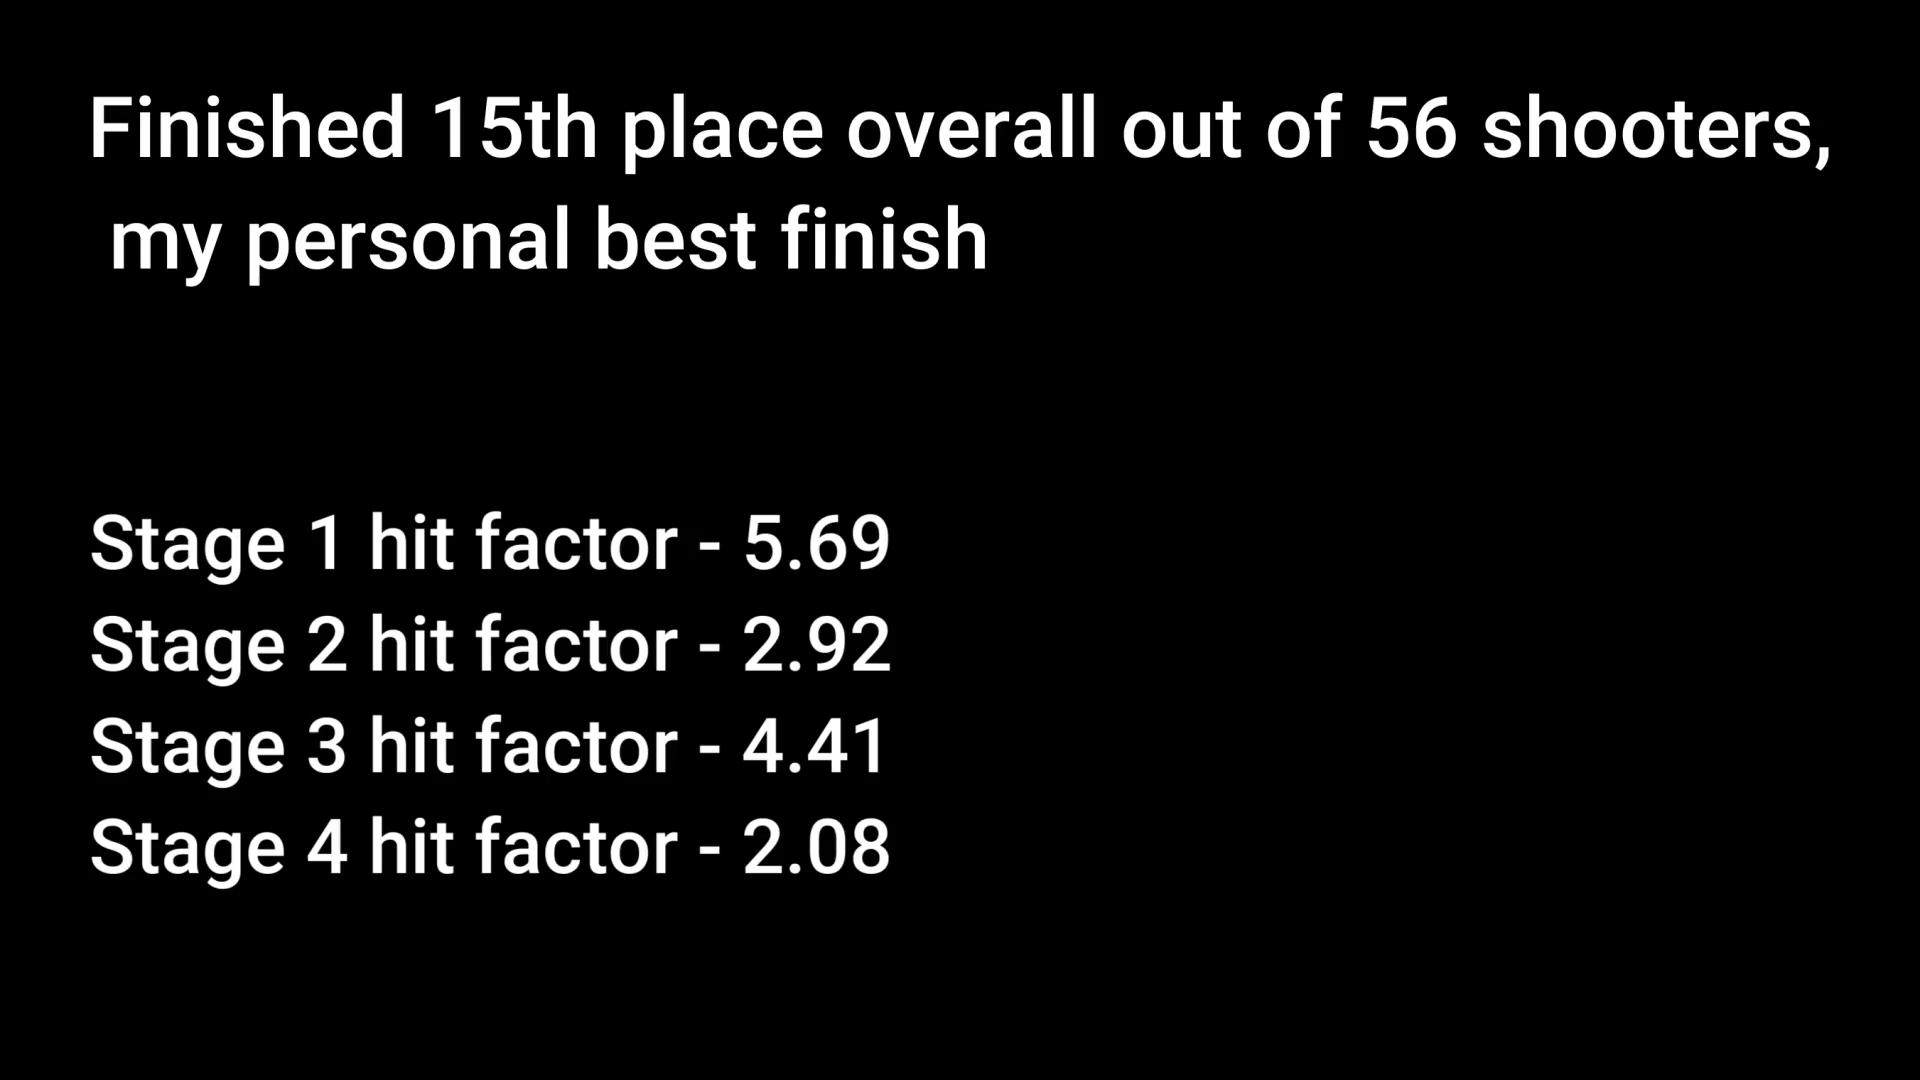 Finished 15th place overall out of 56 shooters,
my personal best finish
Stage 1 hit factor - 5.69
Stage 2 hit factor - 2.92
Stage 3 hit factor - 4.41
Stage 4 hit factor - 2.08